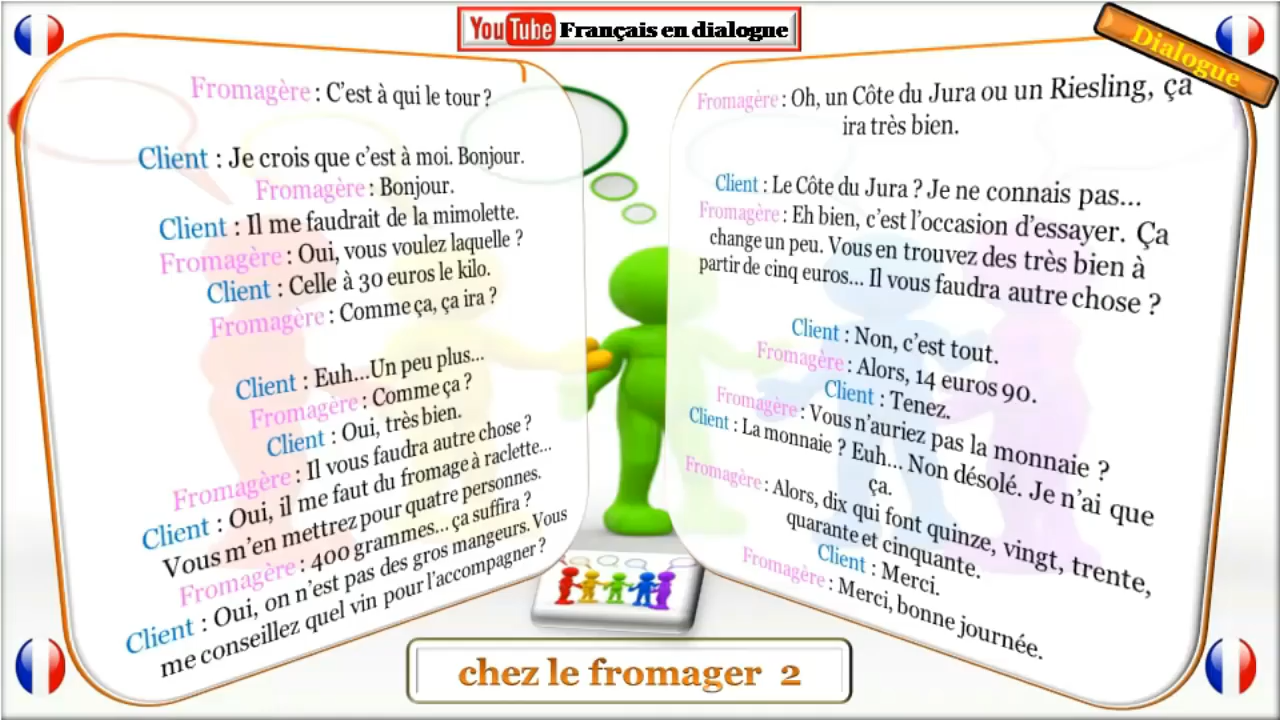 YouTube Français en dialogue
Dialogue
Fromagère : C’est à qui le tour ?
Client : Je crois que c’est à moi. Bonjour.
Fromagère : Bonjour.
Client : Il me faudrait de la mimolette.
Fromagère : Oui, vous voulez laquelle ?
Client : Celle à 30 euros le kilo.
Fromagère : Comme ça, ça ira ?
Client : Euh...Un peu plus...
Fromagère : Comme ça ?
Client : Oui, très bien.
Fromagère : Il vous faudra autre chose ?
Client : Oui, il me faut du fromage à raclette...
Vous m’en mettrez pour quatre personnes.
Fromagère : 400 grammes... ça suffira ?
Client : Oui, on n’est pas des gros mangeurs. Vous
me conseillez quel vin pour l’accompagner ?
Fromagère : Oh, un Côte du Jura ou un Riesling, ça
ira très bien.
Client : Le Côte du Jura ? Je ne connais pas...
Fromagère : Eh bien, c’est l’occasion d’essayer. Ça
change un peu. Vous en trouvez des très bien à
partir de cinq euros... Il vous faudra autre chose ?
Client : Non, c’est tout.
Fromagère : Alors, 14 euros 90.
Client : Tenez.
Fromagère : Vous n’auriez pas la monnaie ?
Client : La monnaie ? Euh... Non désolé. Je n’ai que
ça.
Fromagère : Alors, dix qui font quinze, vingt, trente,
quarante et cinquante.
Client : Merci.
Fromagère : Merci, bonne journée.
chez le fromager 2